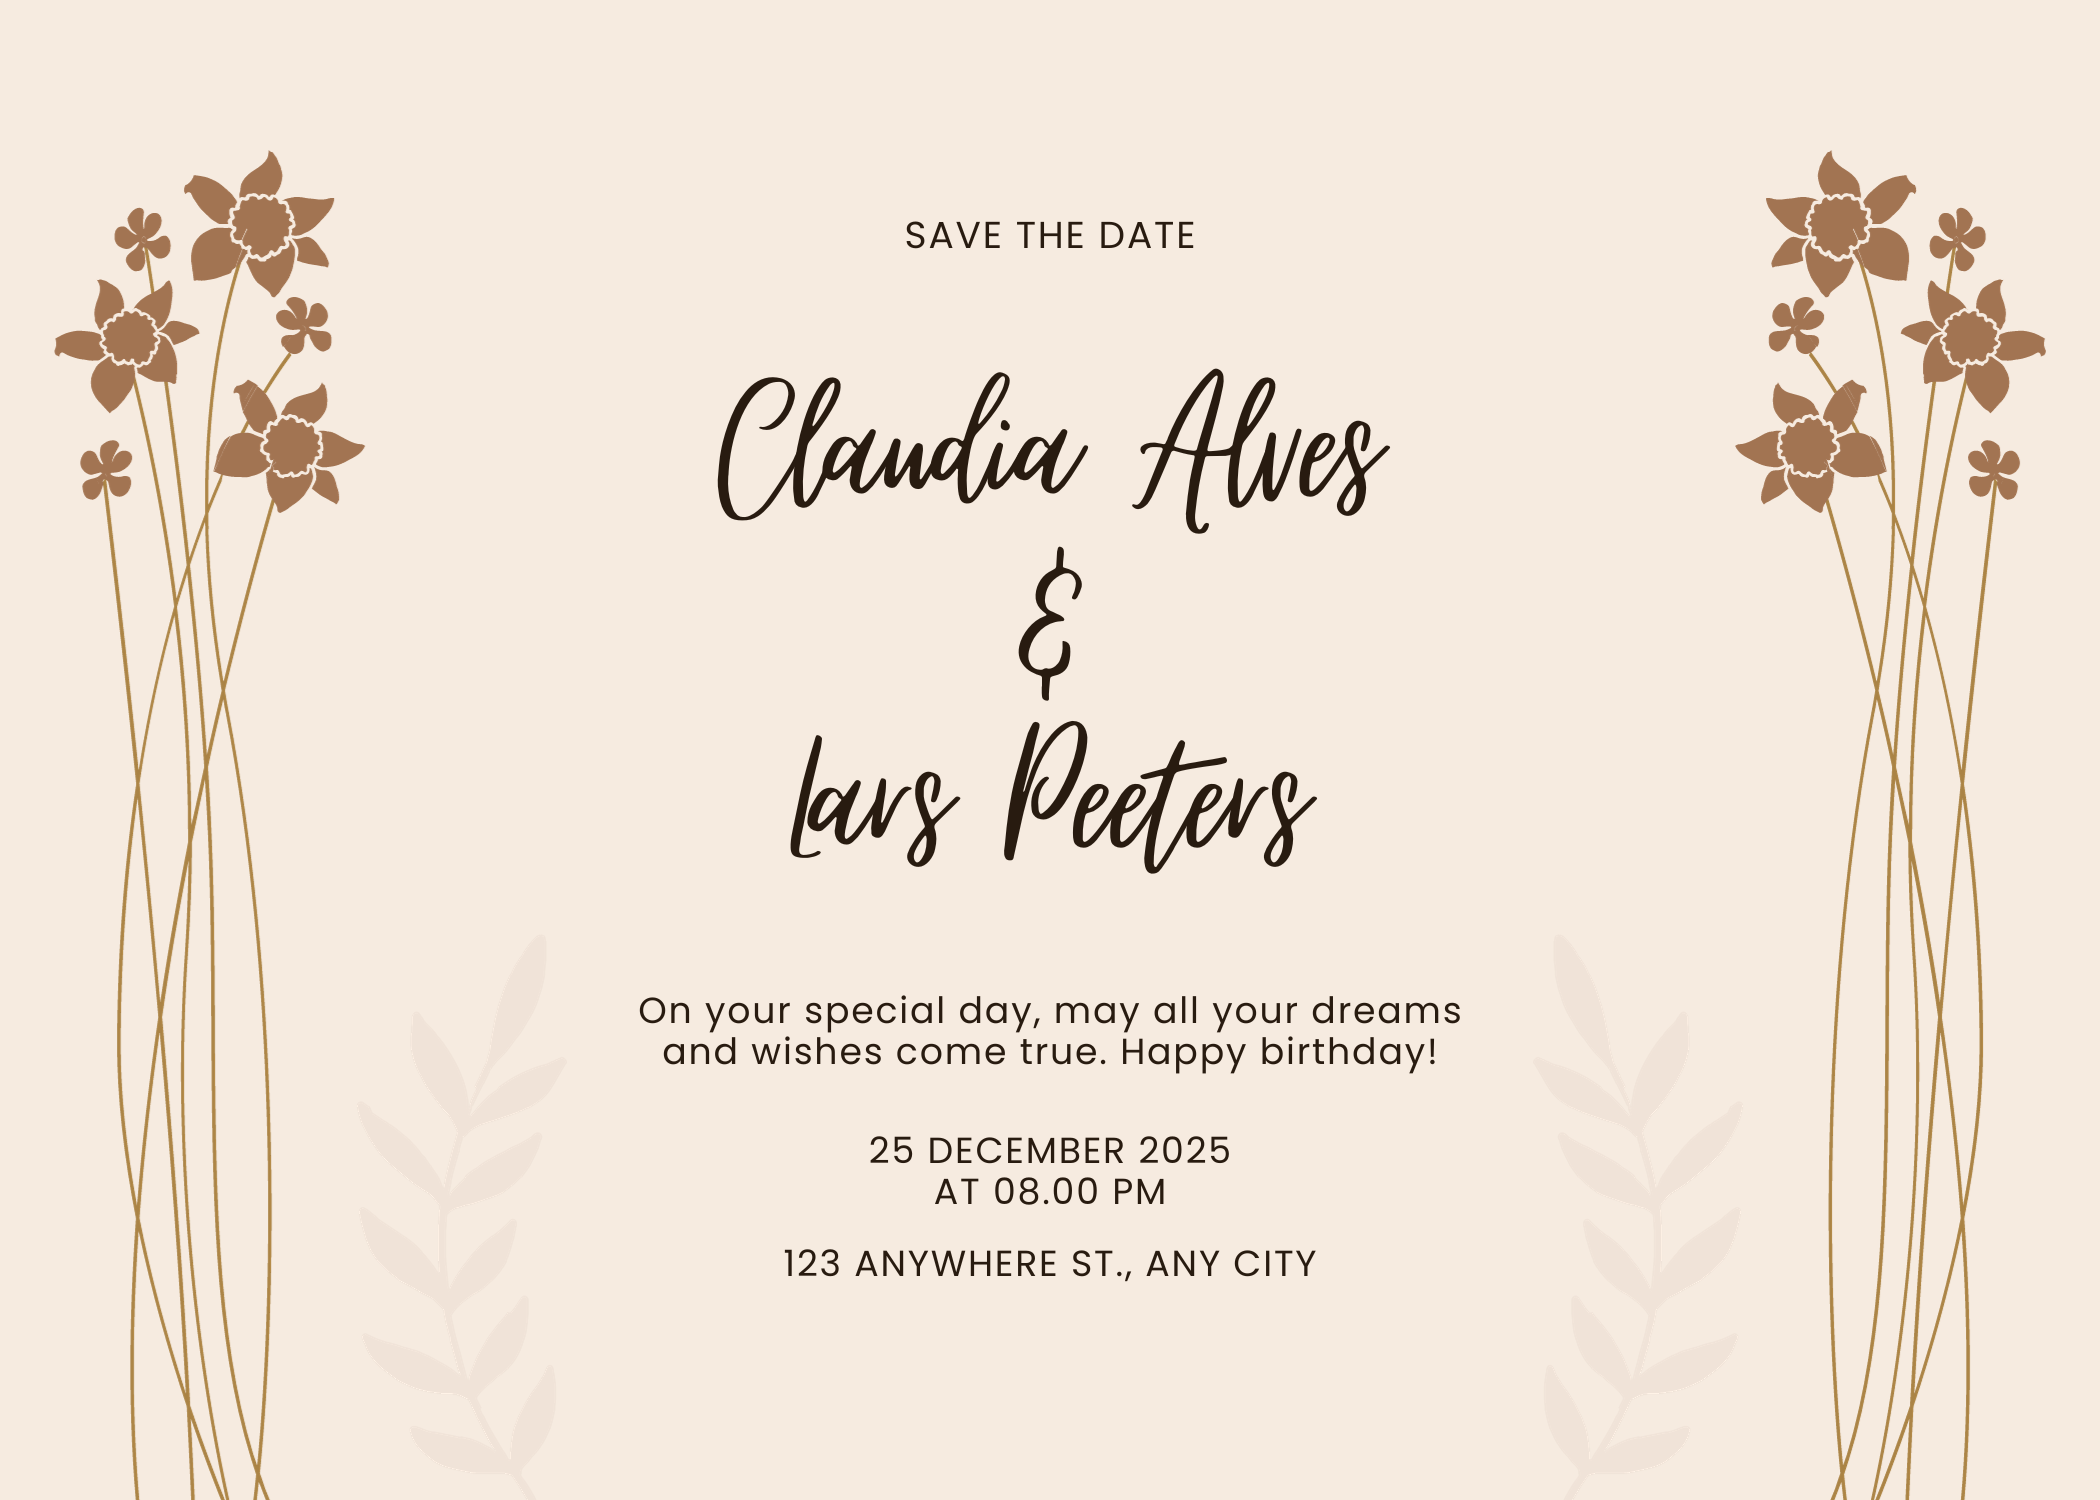 SAVE THE DATE
Claudia Alves
&
Lars Peeters
On your special day, may all your dreams
and wishes come true. Happy birthday!
25 DECEMBER 2025
AT 08.00 PM
123 ANYWHERE ST., ANY CITY